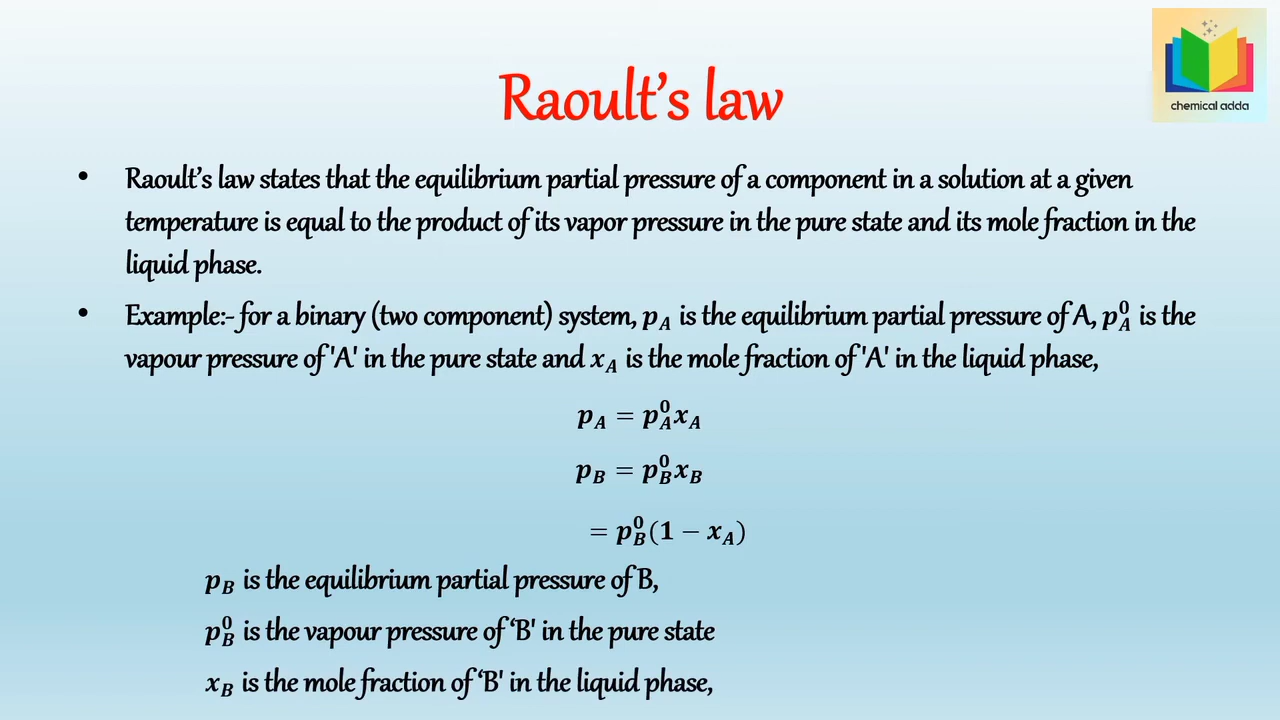 chemical adda
Raoult’s law
• Raoult’s law states that the equilibrium partial pressure of a component in a solution at a given
temperature is equal to the product of its vapor pressure in the pure state and its mole fraction in the
liquid phase.
• Example:- for a binary (two component) system, p_A is the equilibrium partial pressure of A, p_A^0 is the
vapour pressure of 'A' in the pure state and x_A is the mole fraction of 'A' in the liquid phase,
p_A = p_A^0 x_A
p_B = p_B^0 x_B
= p_B^0 (1 − x_A)
p_B is the equilibrium partial pressure of B,
p_B^0 is the vapour pressure of ‘B' in the pure state
x_B is the mole fraction of ‘B' in the liquid phase,